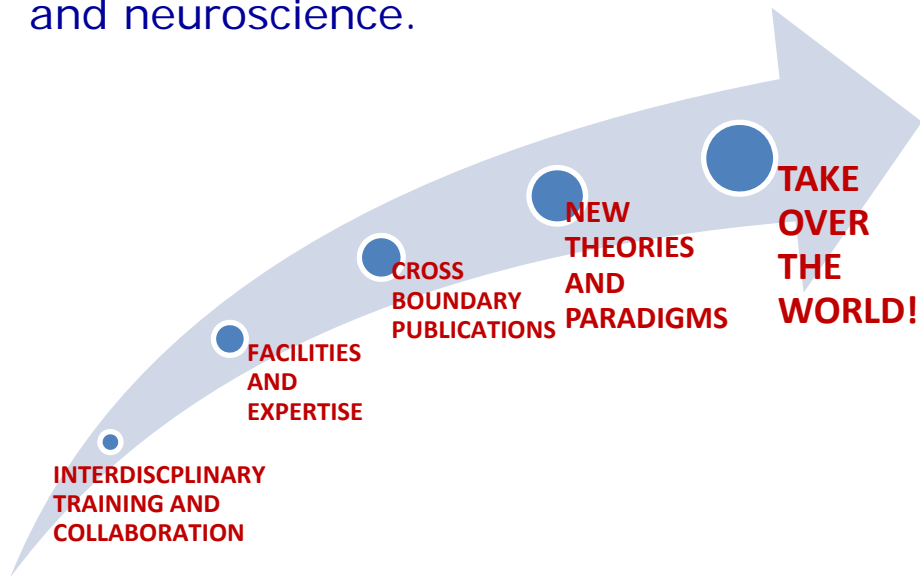 and neuroscience.
INTERDISCPLINARY
TRAINING AND
COLLABORATION
FACILITIES
AND
EXPERTISE
CROSS
BOUNDARY
PUBLICATIONS
NEW
THEORIES
AND
PARADIGMS
TAKE
OVER
THE
WORLD!